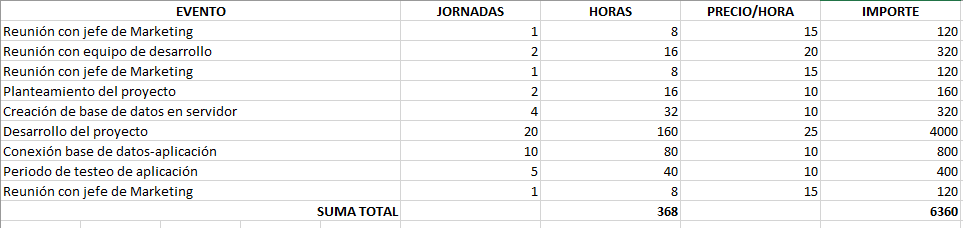 EVENTO JORNADAS HORAS PRECIO/HORA IMPORTE
Reunión con jefe de Marketing 1 8 15 120
Reunión con equipo de desarrollo 2 16 20 320
Reunión con jefe de Marketing 1 8 15 120
Planteamiento del proyecto 2 16 10 160
Creación de base de datos en servidor 4 32 10 320
Desarrollo del proyecto 20 160 25 4000
Conexión base de datos-aplicación 10 80 10 800
Periodo de testeo de aplicación 5 40 10 400
Reunión con jefe de Marketing 1 8 15 120
SUMA TOTAL 368 6360